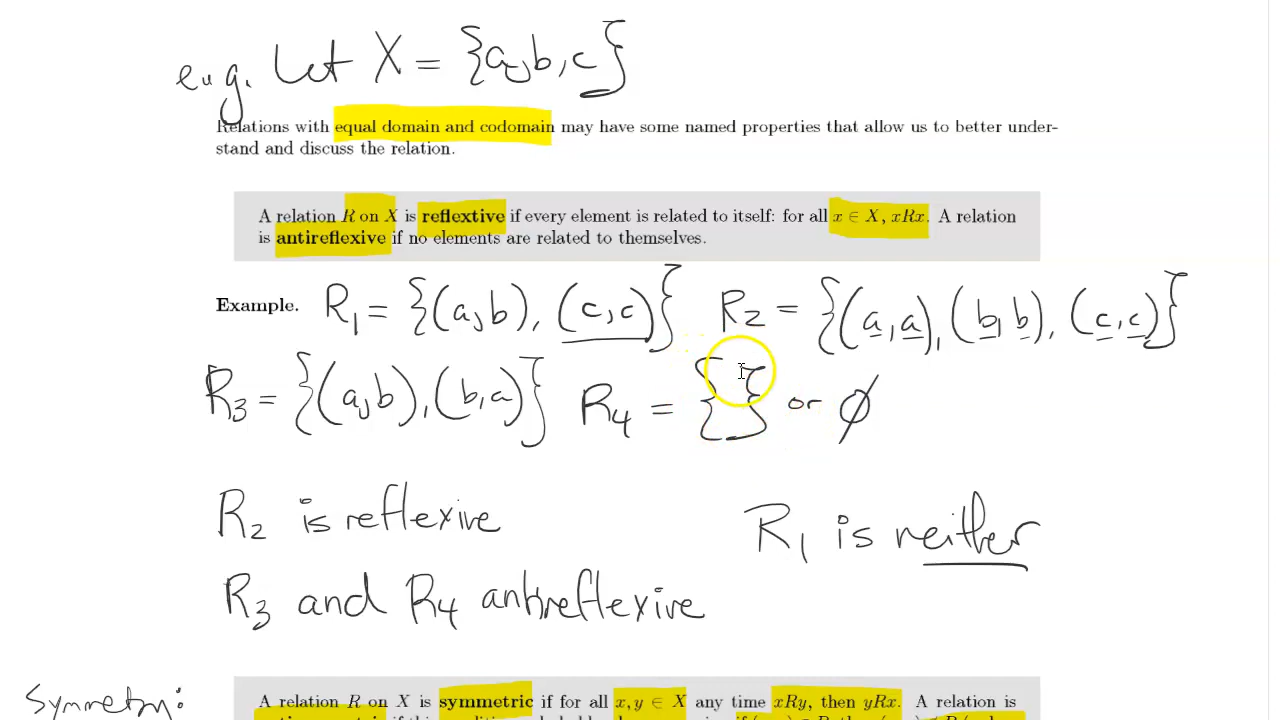 e.g. Let X = {a,b,c}
Relations with equal domain and codomain may have some named properties that allow us to better under-
stand and discuss the relation.
A relation R on X is reflextive if every element is related to itself: for all x ∈ X, xRx. A relation
is antireflexive if no elements are related to themselves.
Example. R₁ = {(a,b), (c,c)} R₂ = {(a,a), (b,b), (c,c)}
R₃ = {(a,b), (b,a)} R₄ = { } or ∅
R₂ is reflexive
R₁ is neither
R₃ and R₄ antireflexive
Symmetry:
A relation R on X is symmetric if for all x, y ∈ X any time xRy, then yRx. A relation is